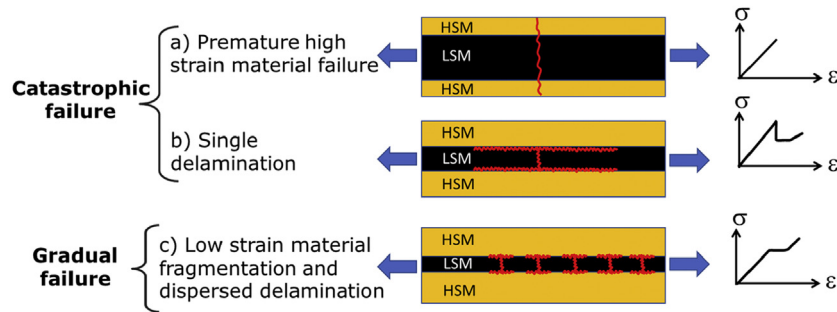 Catastrophic
failure
a) Premature high
strain material failure
HSM
LSM
HSM
σ
ε
b) Single
delamination
HSM
LSM
HSM
σ
ε
Gradual
failure
c) Low strain material
fragmentation and
dispersed delamination
HSM
LSM
HSM
σ
ε